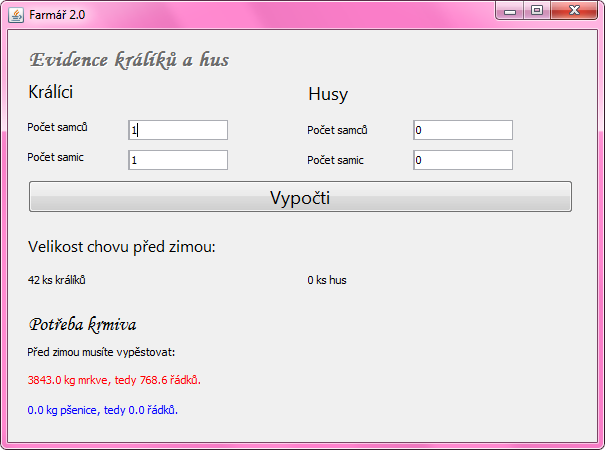 Farmář 2.0
Evidence králíků a hus
Králíci
Husy
Počet samců 1
Počet samců 0
Počet samic 1
Počet samic 0
Vypočti
Velikost chovu před zimou:
42 ks králíků
0 ks hus
Potřeba krmiva
Před zimou musíte vypěstovat:
3843.0 kg mrkve, tedy 768.6 řádků.
0.0 kg pšenice, tedy 0.0 řádků.